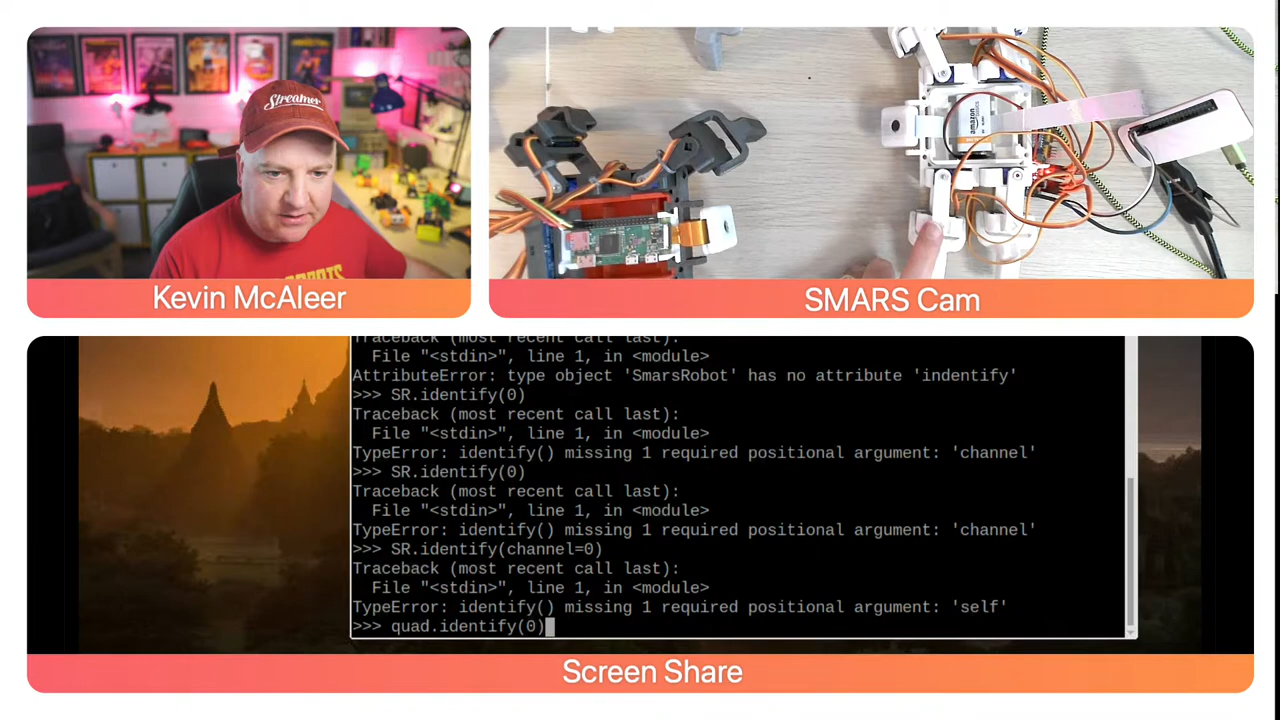 Streamer
amazon
Kevin McAleer
SMARS Cam
Traceback (most recent call last):
File "<stdin>", line 1, in <module>
AttributeError: type object 'SmarsRobot' has no attribute 'indentify'
>>> SR.identify(0)
Traceback (most recent call last):
File "<stdin>", line 1, in <module>
TypeError: identify() missing 1 required positional argument: 'channel'
>>> SR.identify(0)
Traceback (most recent call last):
File "<stdin>", line 1, in <module>
TypeError: identify() missing 1 required positional argument: 'channel'
>>> SR.identify(channel=0)
Traceback (most recent call last):
File "<stdin>", line 1, in <module>
TypeError: identify() missing 1 required positional argument: 'self'
>>> quad.identify(0)
Screen Share